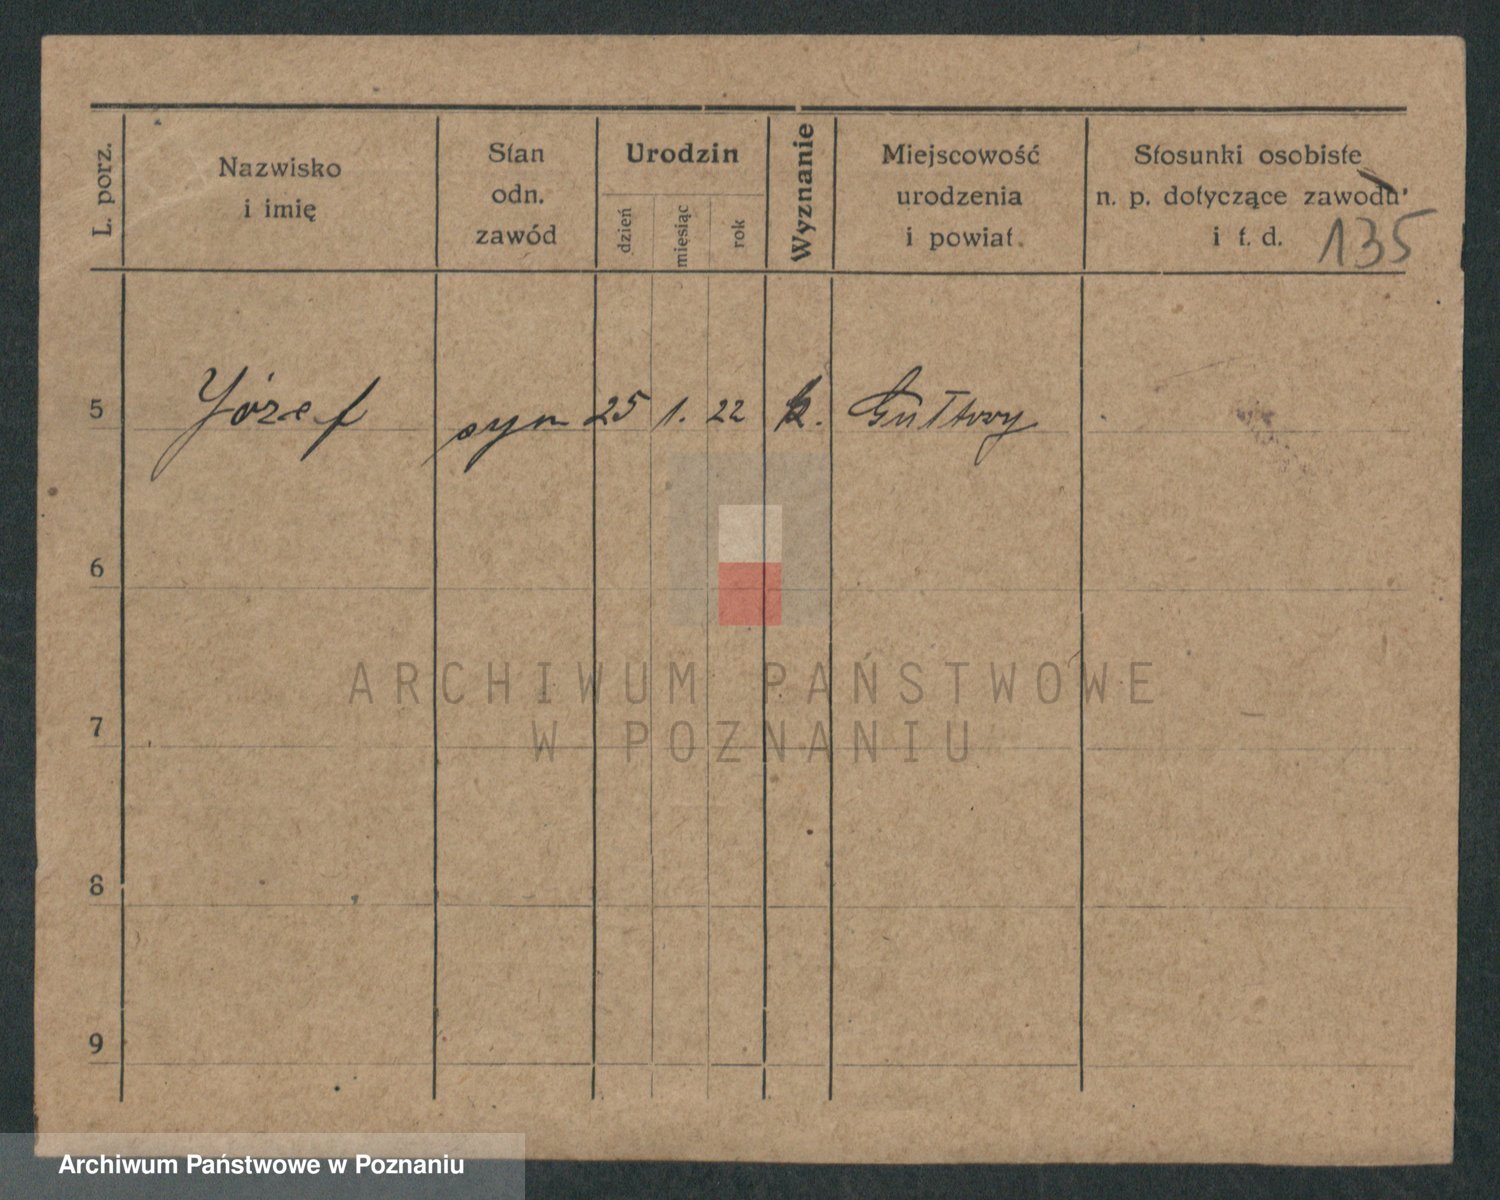 L. porz.
Nazwisko
i imię
Stan
odn.
zawód
Urodzin
dzień
miesiąc
rok
Wyznanie
Miejscowość
urodzenia
i powiat.
Stosunki osobiste
n. p. dotyczące zawodu
i t. d.
135
5 Józef syn 25 1. 22 k. Gułtowy
6
7
8
9
ARCHIWUM PAŃSTWOWE
W POZNANIU
Archiwum Państwowe w Poznaniu